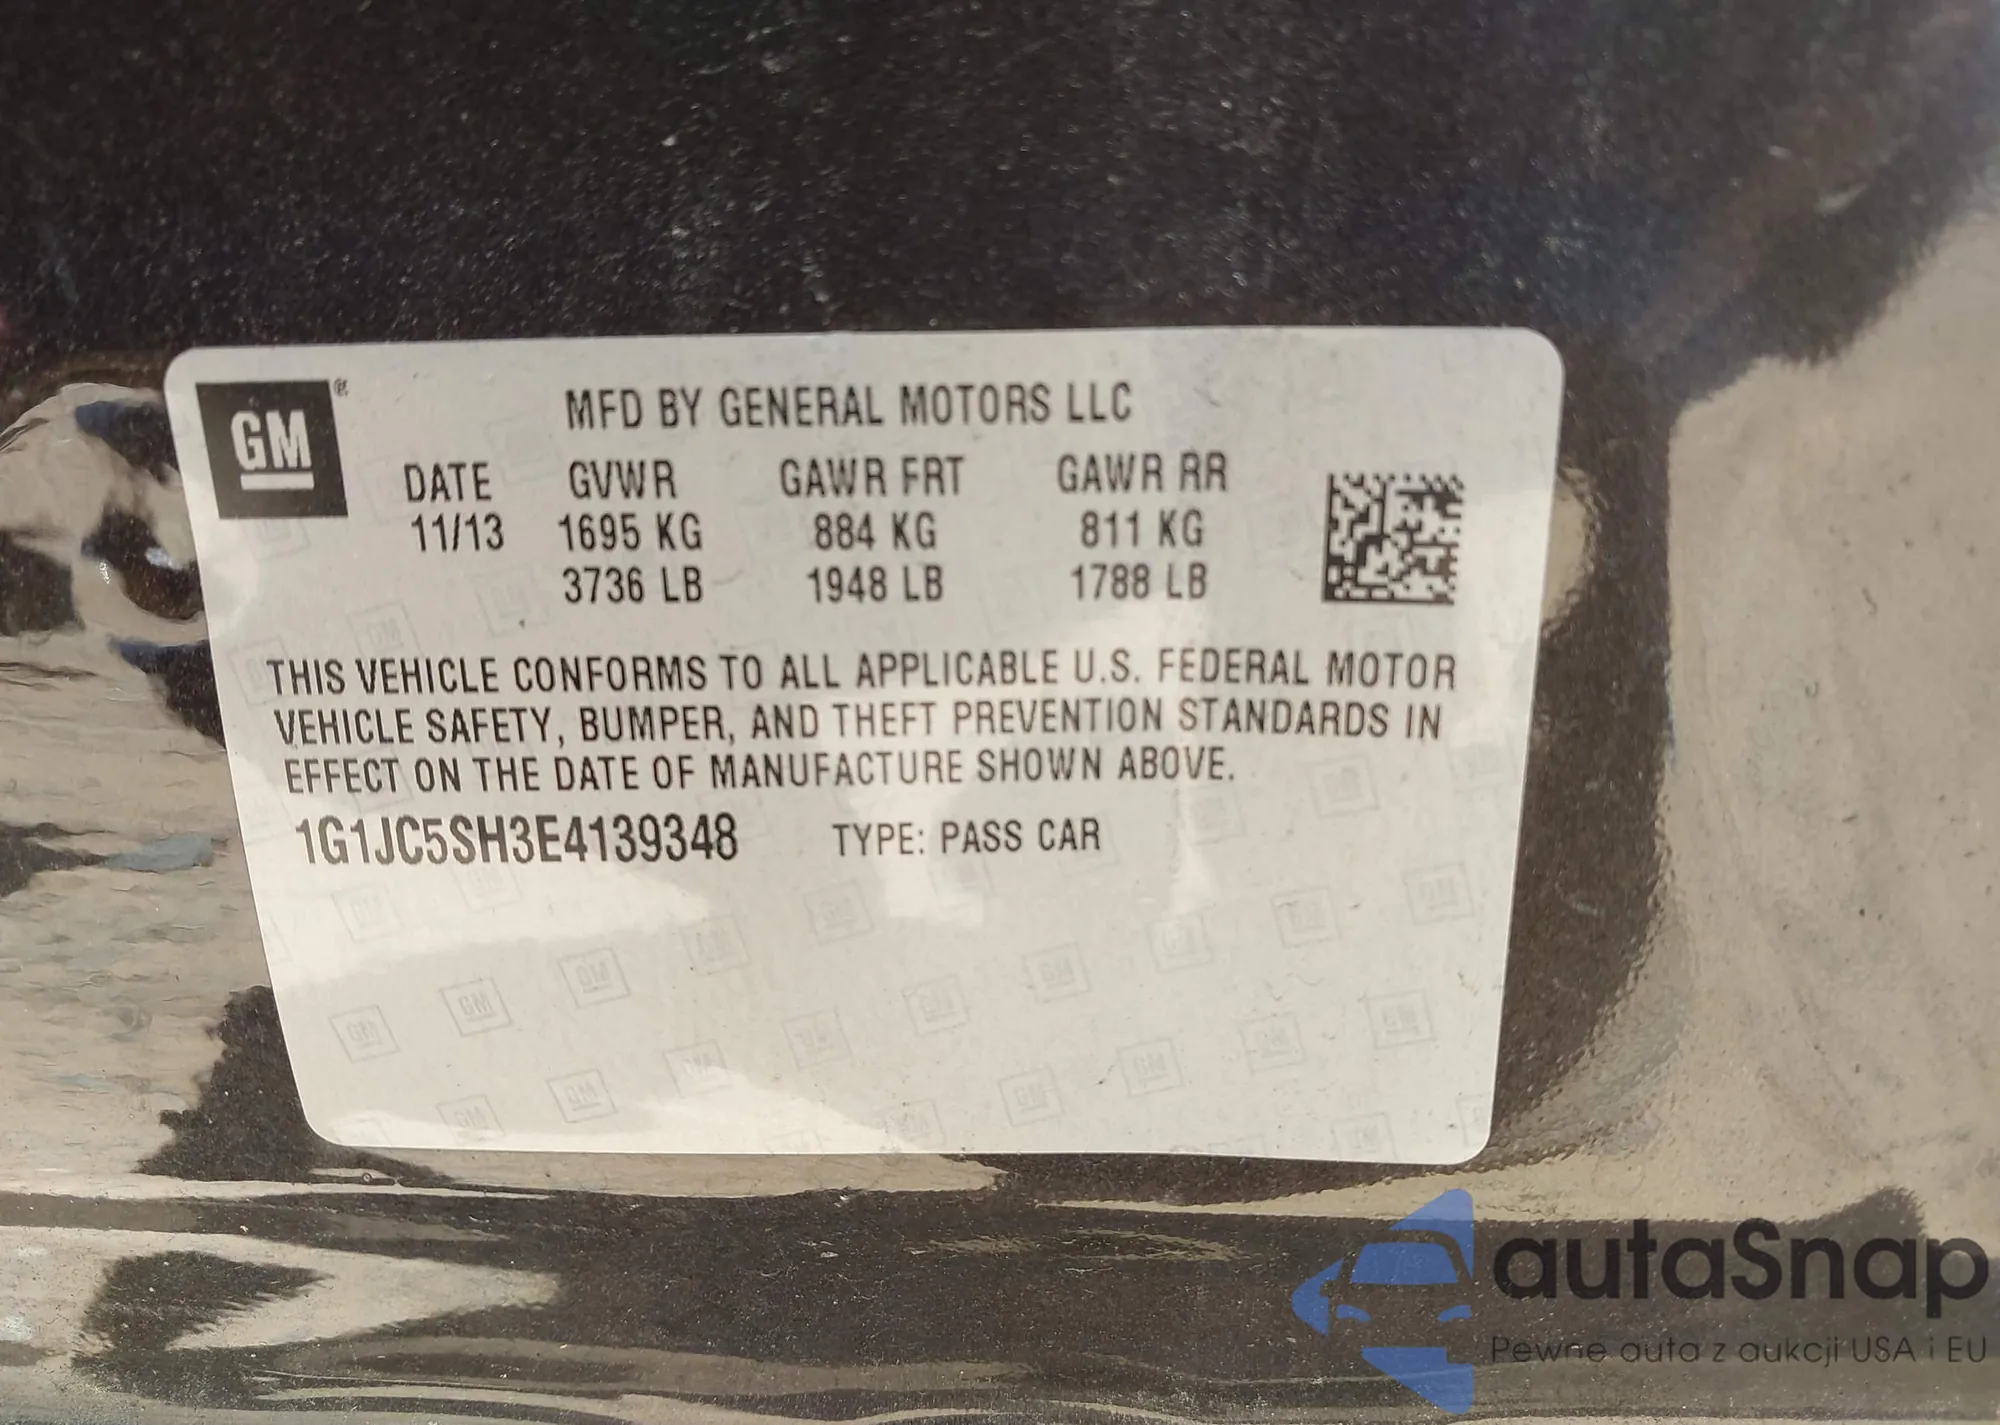 GM ®
MFD BY GENERAL MOTORS LLC
DATE GVWR GAWR FRT GAWR RR
11/13 1695 KG 884 KG 811 KG
3736 LB 1948 LB 1788 LB
THIS VEHICLE CONFORMS TO ALL APPLICABLE U.S. FEDERAL MOTOR
VEHICLE SAFETY, BUMPER, AND THEFT PREVENTION STANDARDS IN
EFFECT ON THE DATE OF MANUFACTURE SHOWN ABOVE.
1G1JC5SH3E4139348 TYPE: PASS CAR
autaSnap
Pewne auta z aukcji USA i EU